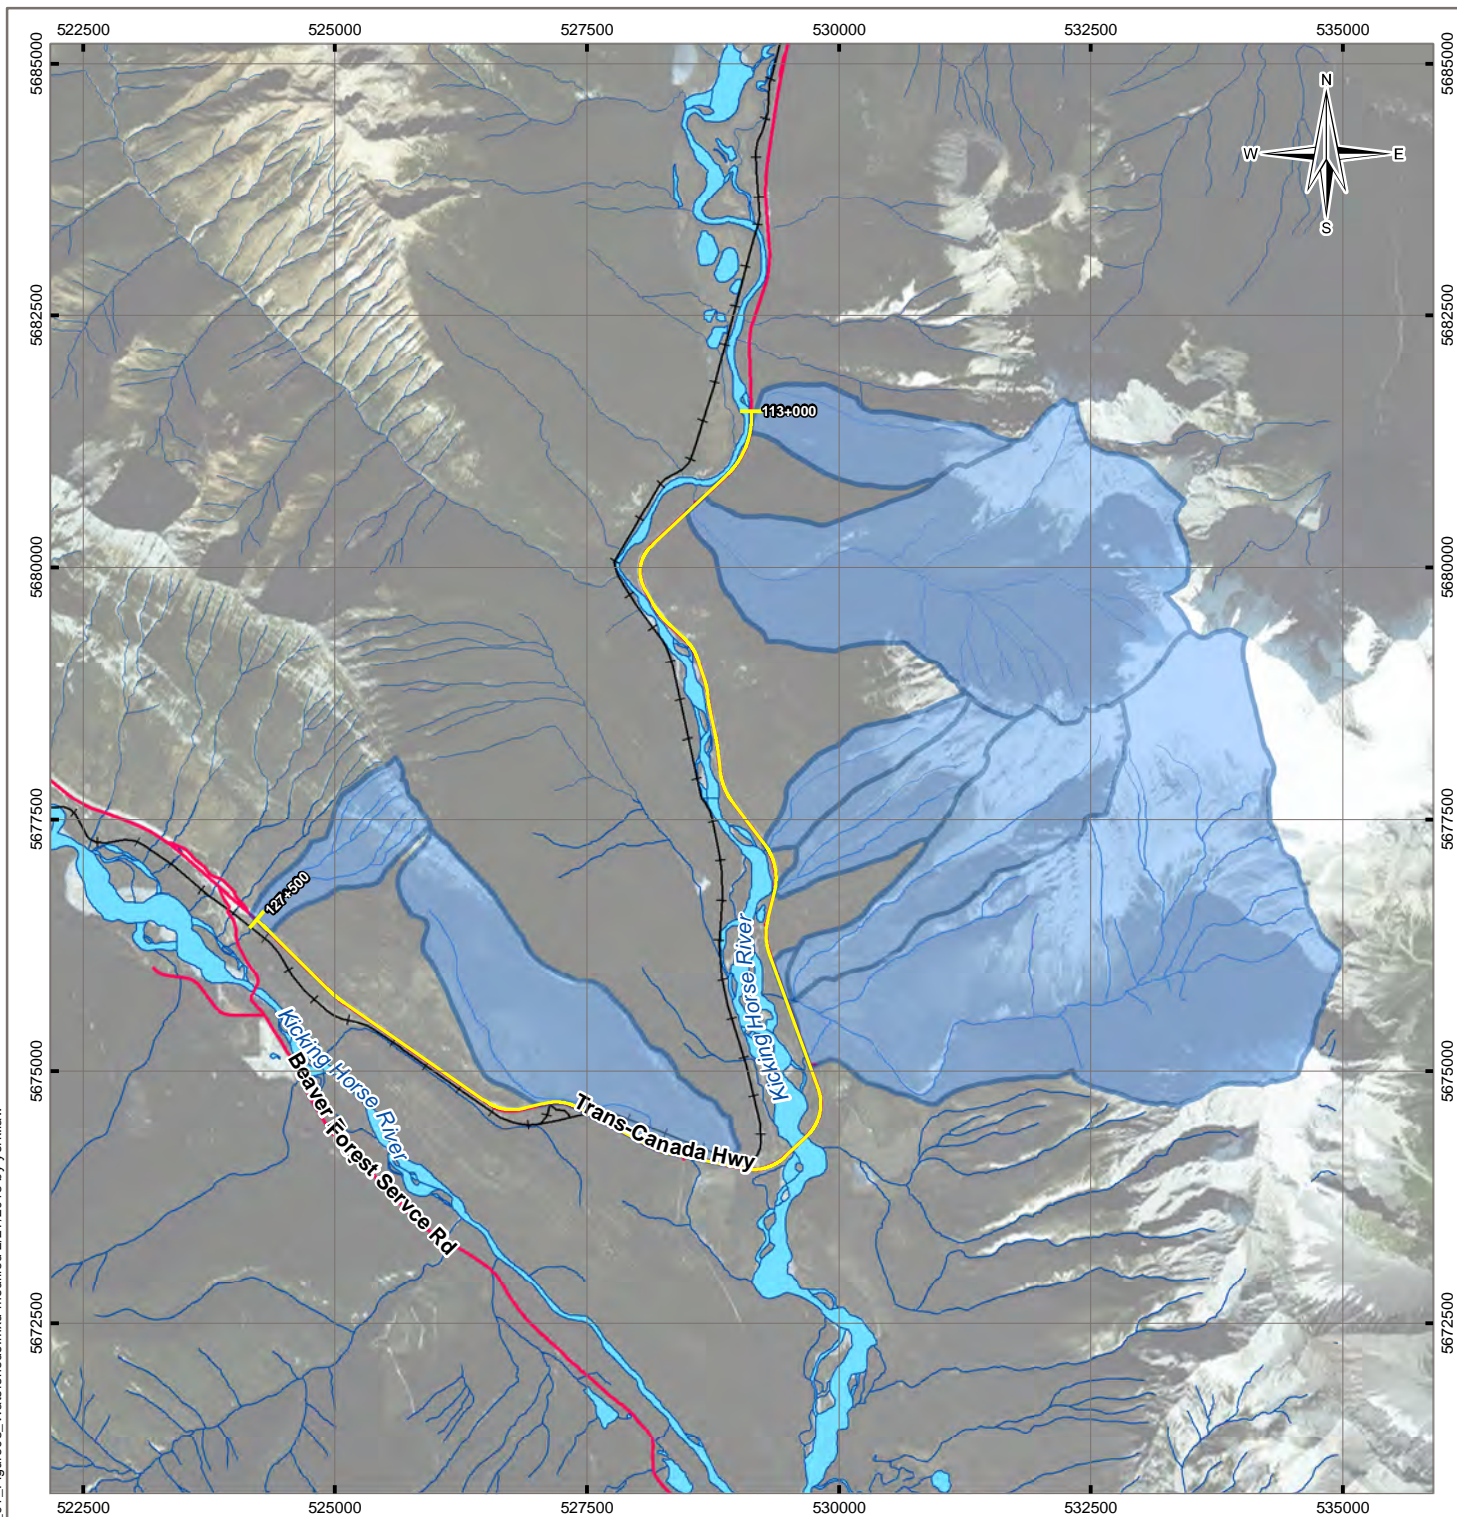 522500 525000 527500 530000 532500 535000
5685000 5685000
N
W E
S
5682500 5682500
113+000
5680000 5680000
5677500 5677500
127+500
Kicking Horse River
Kicking Horse River
5675000 5675000
Beaver
Trans-Canada Hwy
Forest Servce Rd
5672500 5672500
522500 525000 527500 530000 532500 535000